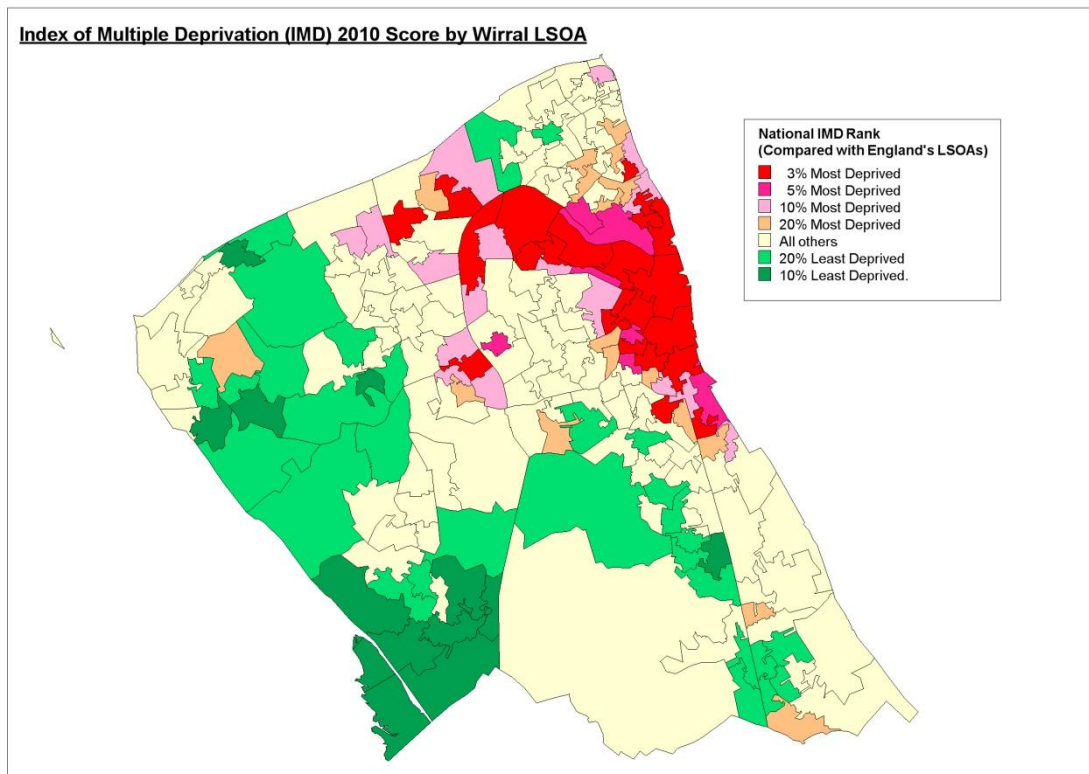 Index of Multiple Deprivation (IMD) 2010 Score by Wirral LSOA
National IMD Rank
(Compared with England's LSOAs)
3% Most Deprived
5% Most Deprived
10% Most Deprived
20% Most Deprived
All others
20% Least Deprived
10% Least Deprived.